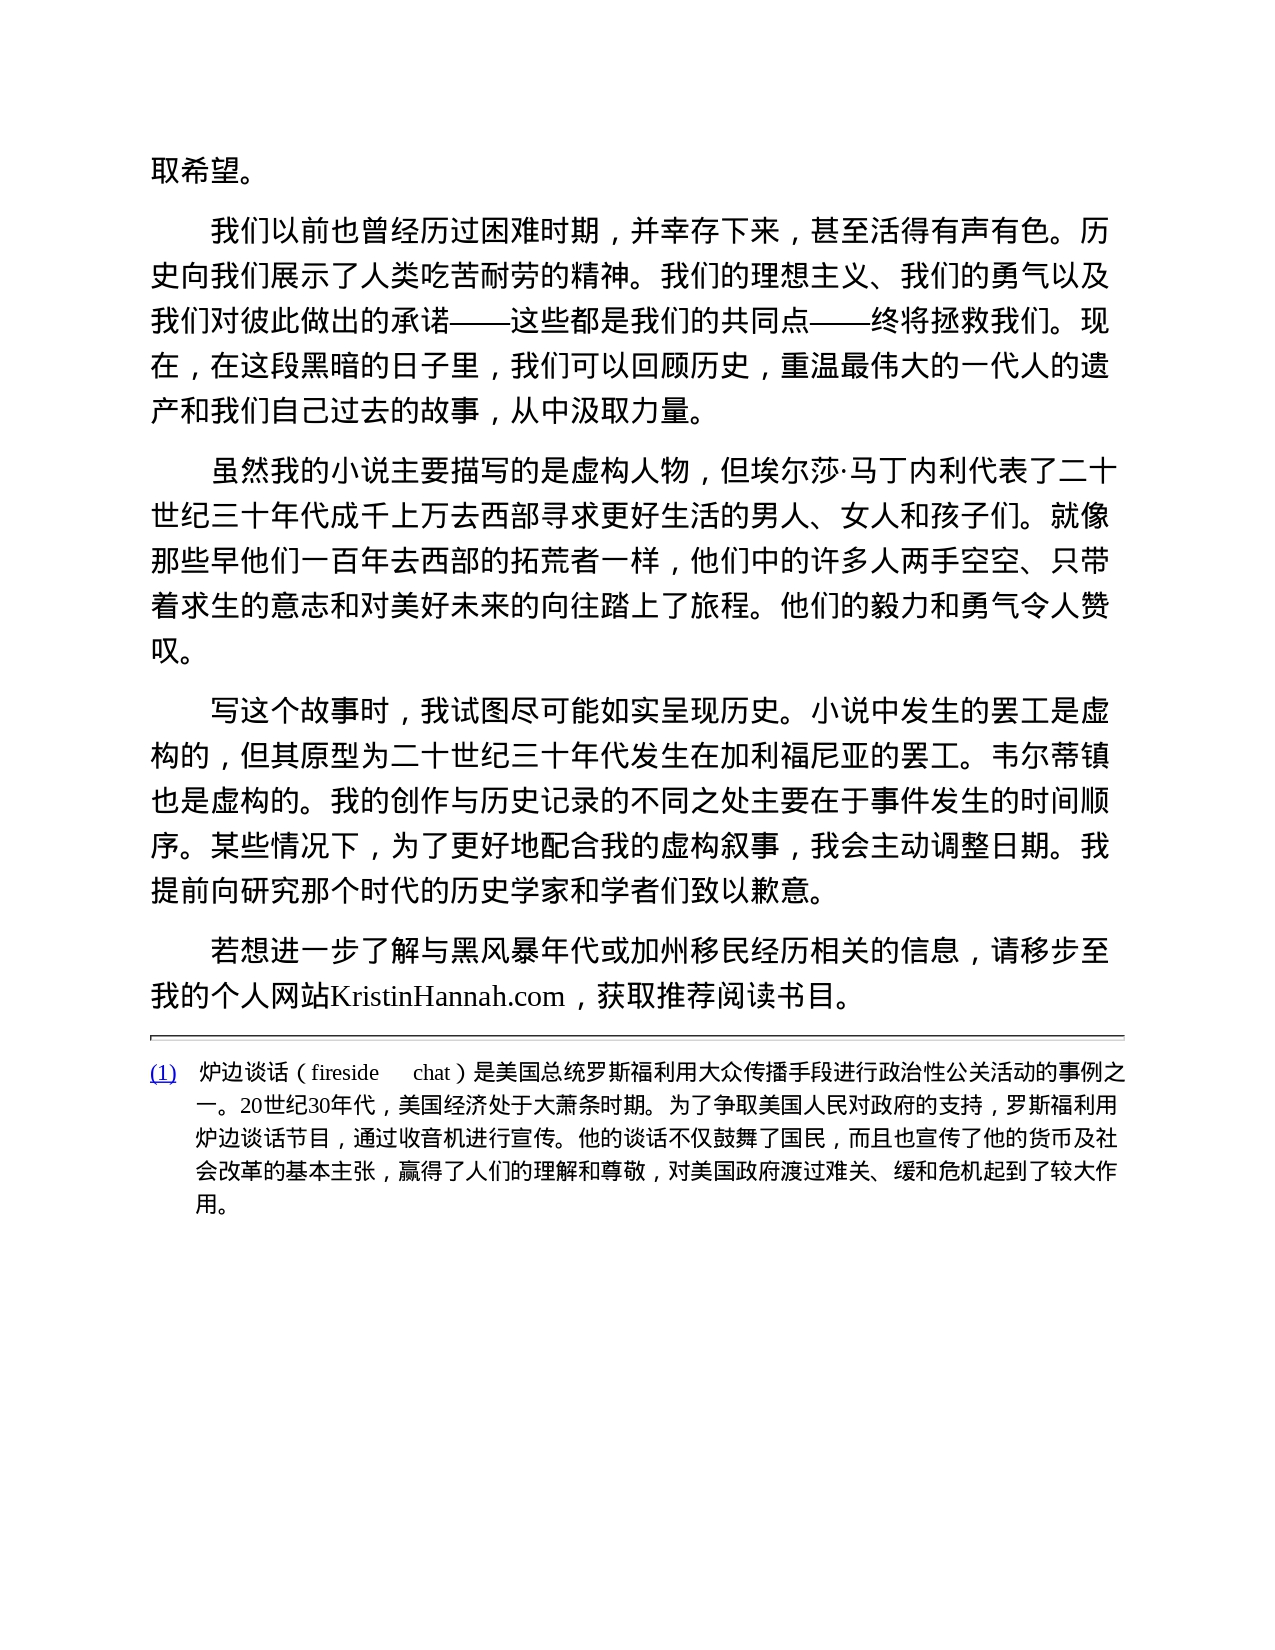 取希望。
我们以前也曾经历过困难时期，并幸存下来，甚至活得有声有色。历
史向我们展示了人类吃苦耐劳的精神。我们的理想主义、我们的勇气以及
我们对彼此做出的承诺——这些都是我们的共同点——终将拯救我们。现
在，在这段黑暗的日子里，我们可以回顾历史，重温最伟大的一代人的遗
产和我们自己过去的故事，从中汲取力量。
虽然我的小说主要描写的是虚构人物，但埃尔莎·马丁内利代表了二十
世纪三十年代成千上万去西部寻求更好生活的男人、女人和孩子们。就像
那些早他们一百年去西部的拓荒者一样，他们中的许多人两手空空、只带
着求生的意志和对美好未来的向往踏上了旅程。他们的毅力和勇气令人赞
叹。
写这个故事时，我试图尽可能如实呈现历史。小说中发生的罢工是虚
构的，但其原型为二十世纪三十年代发生在加利福尼亚的罢工。韦尔蒂镇
也是虚构的。我的创作与历史记录的不同之处主要在于事件发生的时间顺
序。某些情况下，为了更好地配合我的虚构叙事，我会主动调整日期。我
提前向研究那个时代的历史学家和学者们致以歉意。
若想进一步了解与黑风暴年代或加州移民经历相关的信息，请移步至
我的个人网站KristinHannah.com，获取推荐阅读书目。
(1) 炉边谈话（fireside chat）是美国总统罗斯福利用大众传播手段进行政治性公关活动的事例之
一。20世纪30年代，美国经济处于大萧条时期。为了争取美国人民对政府的支持，罗斯福利用
炉边谈话节目，通过收音机进行宣传。他的谈话不仅鼓舞了国民，而且也宣传了他的货币及社
会改革的基本主张，赢得了人们的理解和尊敬，对美国政府渡过难关、缓和危机起到了较大作
用。